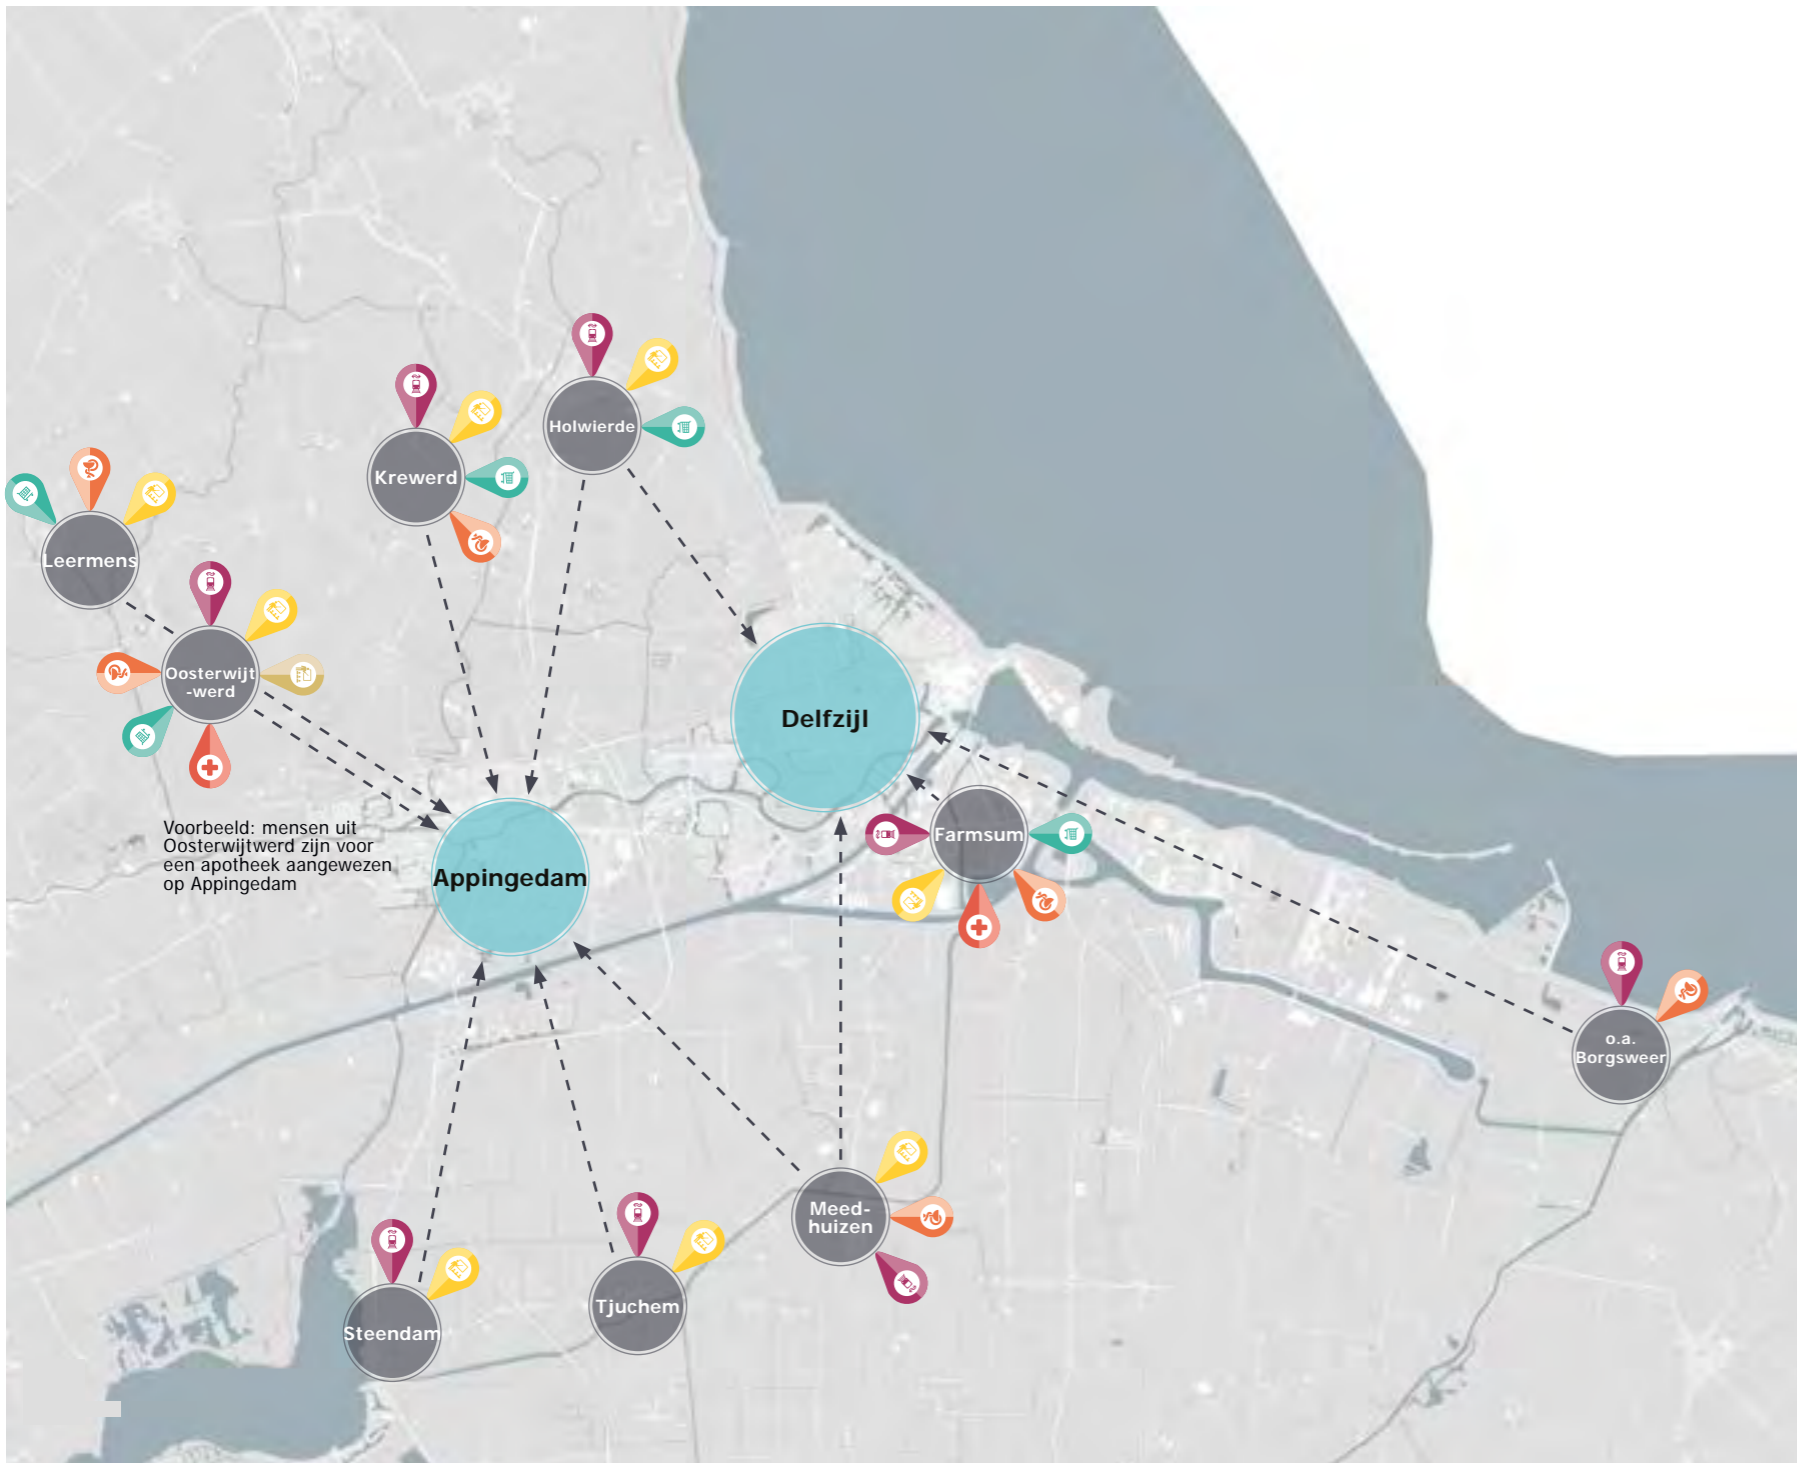 Holwierde
Krewerd
Leermens
Oosterwijt
-werd
Delfzijl
Voorbeeld: mensen uit
Oosterwijtwerd zijn voor
een apotheek aangewezen
op Appingedam
Appingedam
Farmsum
o.a.
Borgsweer
Meed-
huizen
Tjuchem
Steendam